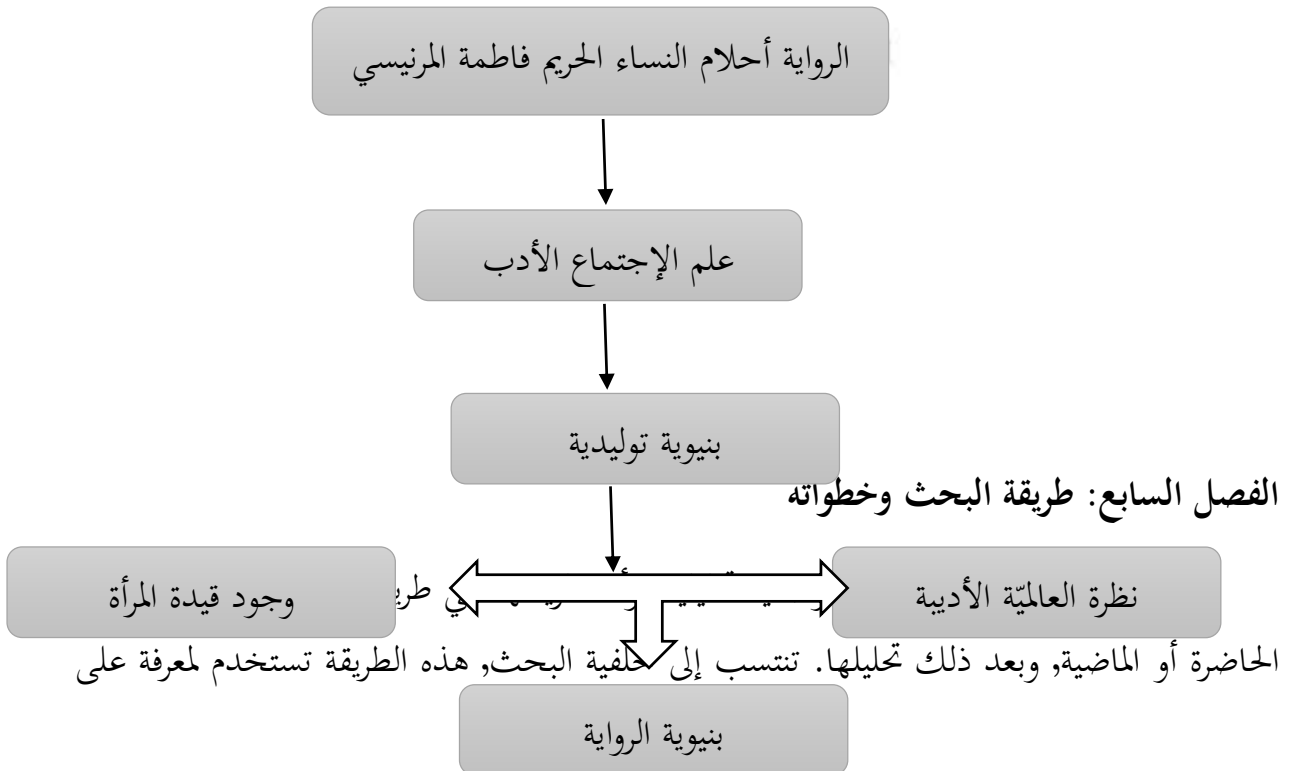 الرواية أحلام النساء الحريم فاطمة المرنيسي
علم الإجتماع الأدب
بنيوية توليدية
الفصل السابع: طريقة البحث وخطواته
نظرة العالميّة الأديبة
وجود قيدة المرأة
الحاضرة أو الماضية, وبعد ذلك تحليلها. تنتسب إلى خلفية البحث, هذه الطريقة تستخدم لمعرفة على
بنيوية الرواية